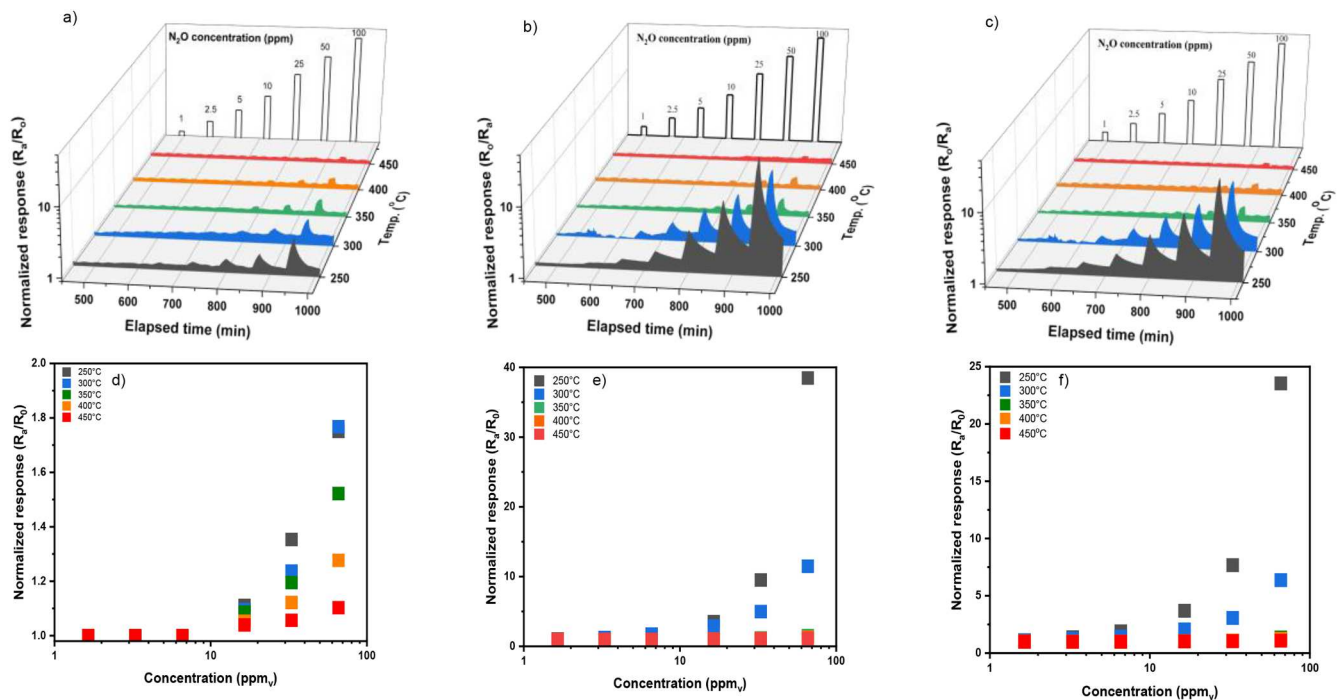 a)
N₂O concentration (ppm)
1
2.5
5
10
25
50
100
Normalized response (Rₐ/Rₒ)
10
1
450
400
350
300
250
Temp. (°C)
500 600 700 800 900 1000
Elapsed time (min)
b)
N₂O concentration (ppm)
1
2.5
5
10
25
50
100
Normalized response (Rₒ/Rₐ)
10
1
450
400
350
300
250
Temp. (°C)
500 600 700 800 900 1000
Elapsed time (min)
c)
N₂O concentration (ppm)
1
2.5
5
10
25
50
100
Normalized response (Rₒ/Rₐ)
10
1
450
400
350
300
250
Temp. (°C)
500 600 700 800 900 1000
Elapsed time (min)
d)
250°C
300°C
350°C
400°C
450°C
Normalized response (Rₐ/R₀)
2.0
1.8
1.6
1.4
1.2
1.0
1 10 100
Concentration (ppmᵥ)
e)
250°C
300°C
350°C
400°C
450°C
Normalized response (Rₐ/R₀)
40
30
20
10
0
1 10 100
Concentration (ppmᵥ)
f)
250°C
300°C
350°C
400°C
450°C
Normalized response (Rₐ/R₀)
25
20
15
10
5
0
1 10 100
Concentration (ppmᵥ)